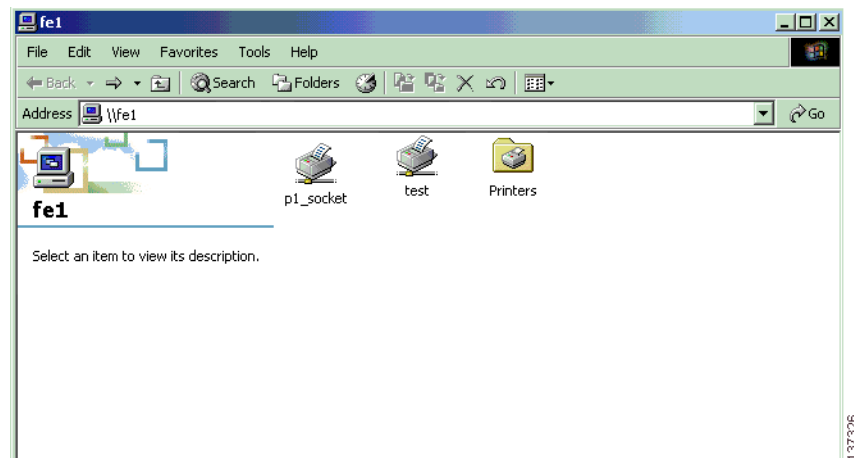 fe1
File Edit View Favorites Tools Help
Back Search Folders
Address \\fe1 Go
p1_socket test Printers
fe1
Select an item to view its description.
137326